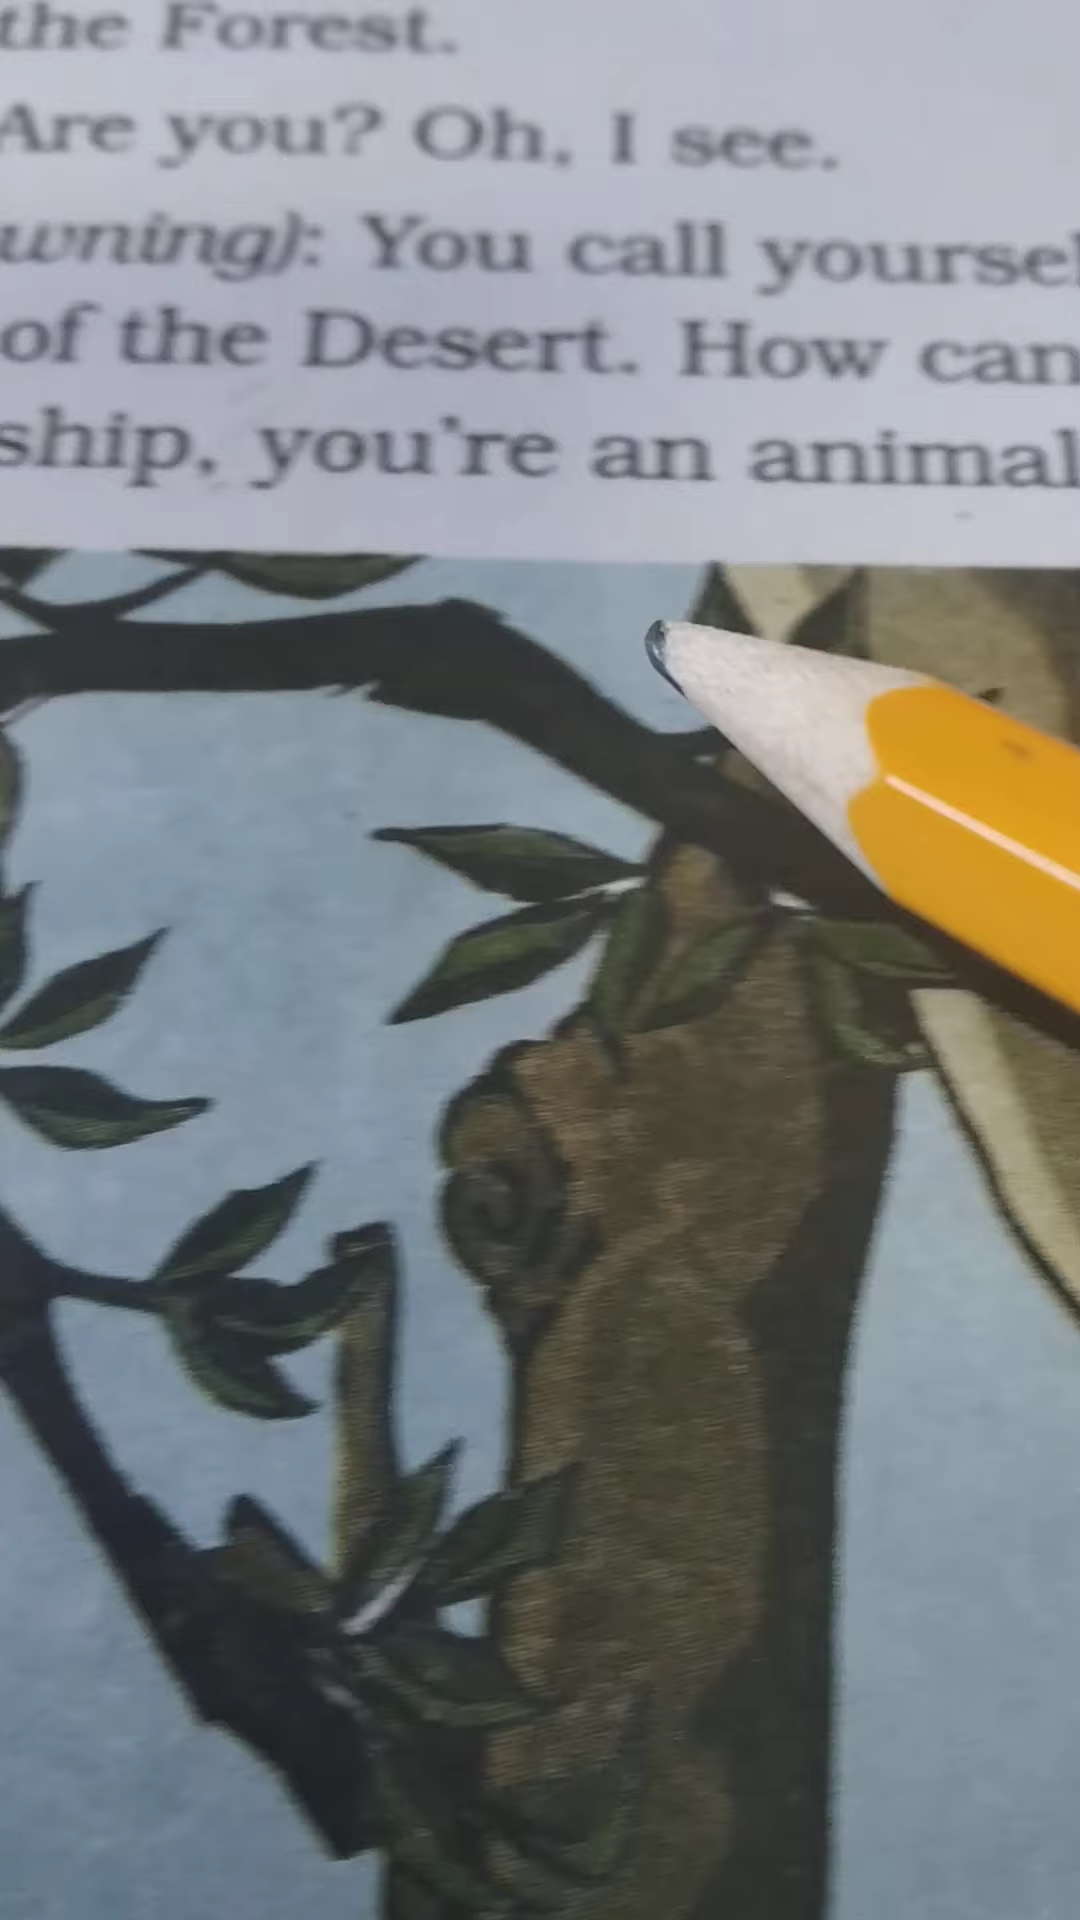 the Forest.
Are you? Oh, I see.
wning): You call yoursel
of the Desert. How can
ship, you're an animal